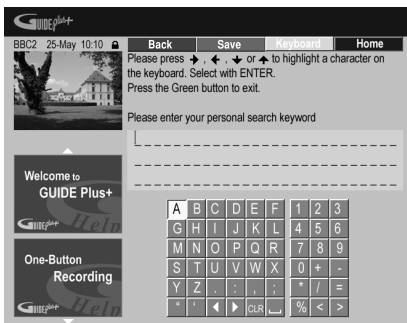 GUIDE plus+
BBC2 25-May 10:10
Back Save Keyboard Home
Please press , , or to highlight a character on
the keyboard. Select with ENTER.
Press the Green button to exit.
Please enter your personal search keyword
Welcome to
GUIDE Plus+
GUIDE plus+ Help
One-Button
Recording
GUIDE plus+ Help
A B C D E F 1 2 3
G H I J K L 4 5 6
M N O P Q R 7 8 9
S T U V W X 0 + -
Y Z . : , ; * / =
" ' CLR % < >